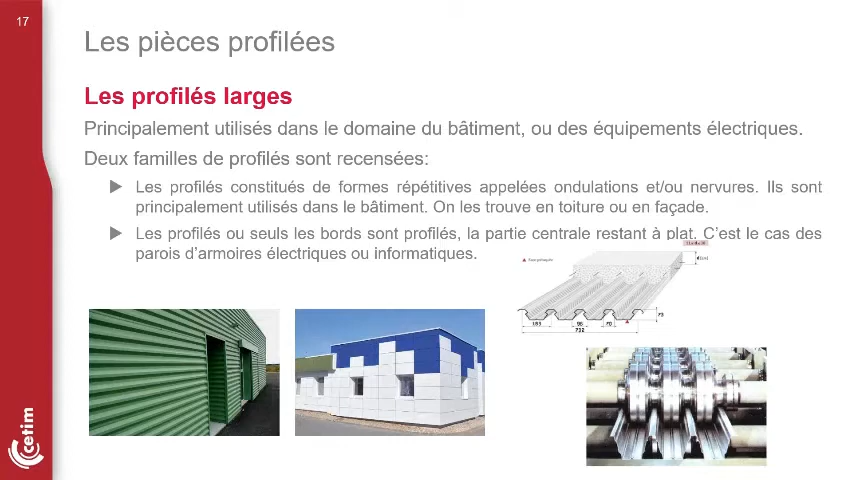 17
Les pièces profilées
Les profilés larges
Principalement utilisés dans le domaine du bâtiment, ou des équipements électriques.
Deux familles de profilés sont recensées:
Les profilés constitués de formes répétitives appelées ondulations et/ou nervures. Ils sont
principalement utilisés dans le bâtiment. On les trouve en toiture ou en façade.
Les profilés ou seuls les bords sont profilés, la partie centrale restant à plat. C’est le cas des
parois d’armoires électriques ou informatiques.
732
cetim